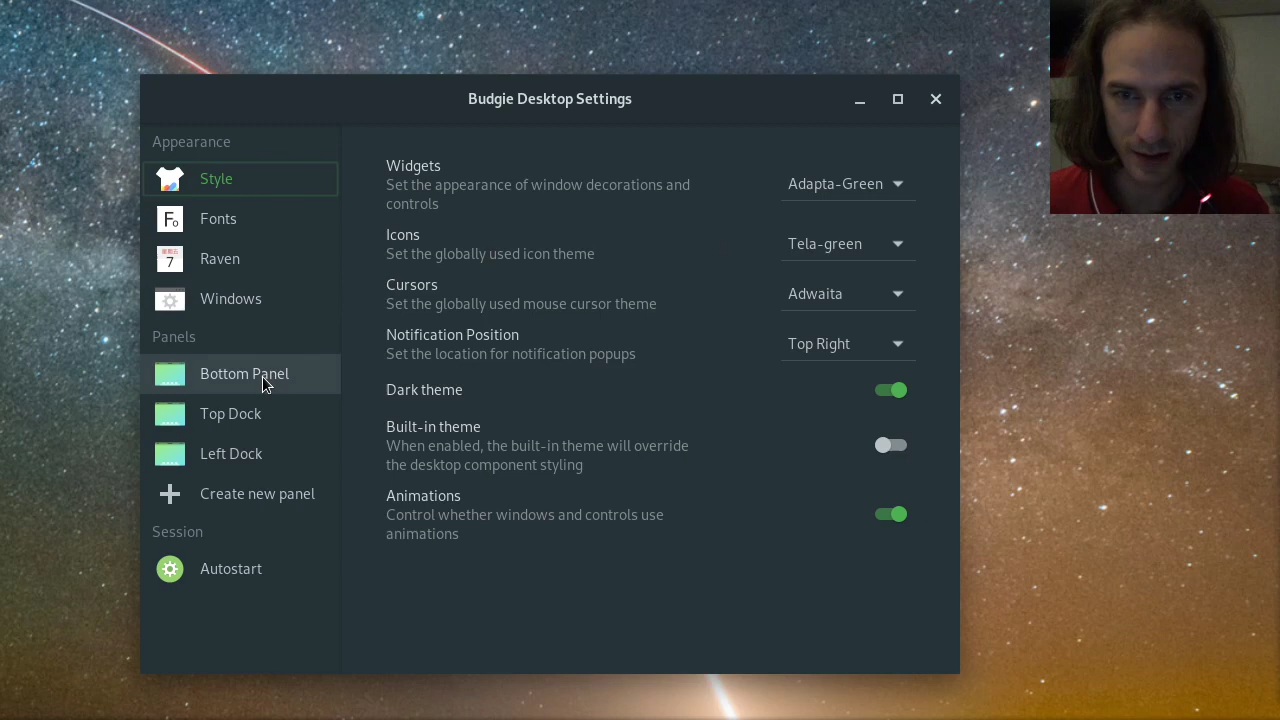 Budgie Desktop Settings
Appearance
Style
Fonts
Raven
7
Windows
Panels
Bottom Panel
Top Dock
Left Dock
Create new panel
Session
Autostart
Widgets
Set the appearance of window decorations and
controls
Adapta-Green
Icons
Set the globally used icon theme
Tela-green
Cursors
Set the globally used mouse cursor theme
Adwaita
Notification Position
Set the location for notification popups
Top Right
Dark theme
Built-in theme
When enabled, the built-in theme will override
the desktop component styling
Animations
Control whether windows and controls use
animations